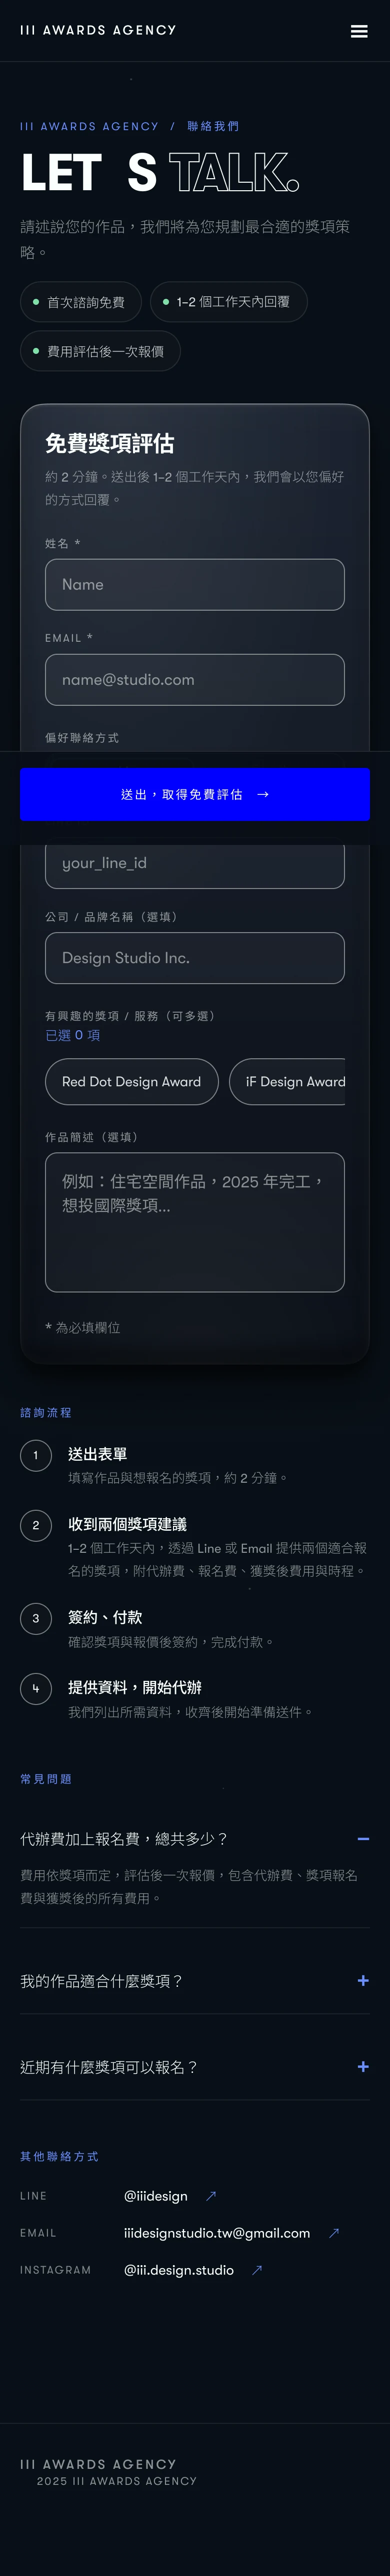 III AWARDS AGENCY
III AWARDS AGENCY / 聯絡我們
LET S TALK.
請述說您的作品，我們將為您規劃最合適的獎項策
略。
首次諮詢免費
1–2 個工作天內回覆
費用評估後一次報價
免費獎項評估
約 2 分鐘。送出後 1–2 個工作天內，我們會以您偏好
的方式回覆。
姓名 *
Name
EMAIL *
name@studio.com
偏好聯絡方式
送出，取得免費評估 →
your_line_id
公司 / 品牌名稱（選填）
Design Studio Inc.
有興趣的獎項 / 服務（可多選）
已選 0 項
Red Dot Design Award
iF Design Award
作品簡述（選填）
例如：住宅空間作品，2025 年完工，
想投國際獎項...
* 為必填欄位
諮詢流程
1 送出表單
填寫作品與想報名的獎項，約 2 分鐘。
2 收到兩個獎項建議
1–2 個工作天內，透過 Line 或 Email 提供兩個適合報
名的獎項，附代辦費、報名費、獲獎後費用與時程。
3 簽約、付款
確認獎項與報價後簽約，完成付款。
4 提供資料，開始代辦
我們列出所需資料，收齊後開始準備送件。
常見問題
代辦費加上報名費，總共多少？ −
費用依獎項而定，評估後一次報價，包含代辦費、獎項報名
費與獲獎後的所有費用。
我的作品適合什麼獎項？ +
近期有什麼獎項可以報名？ +
其他聯絡方式
LINE @iiidesign ↗
EMAIL iiidesignstudio.tw@gmail.com ↗
INSTAGRAM @iii.design.studio ↗
III AWARDS AGENCY
2025 III AWARDS AGENCY